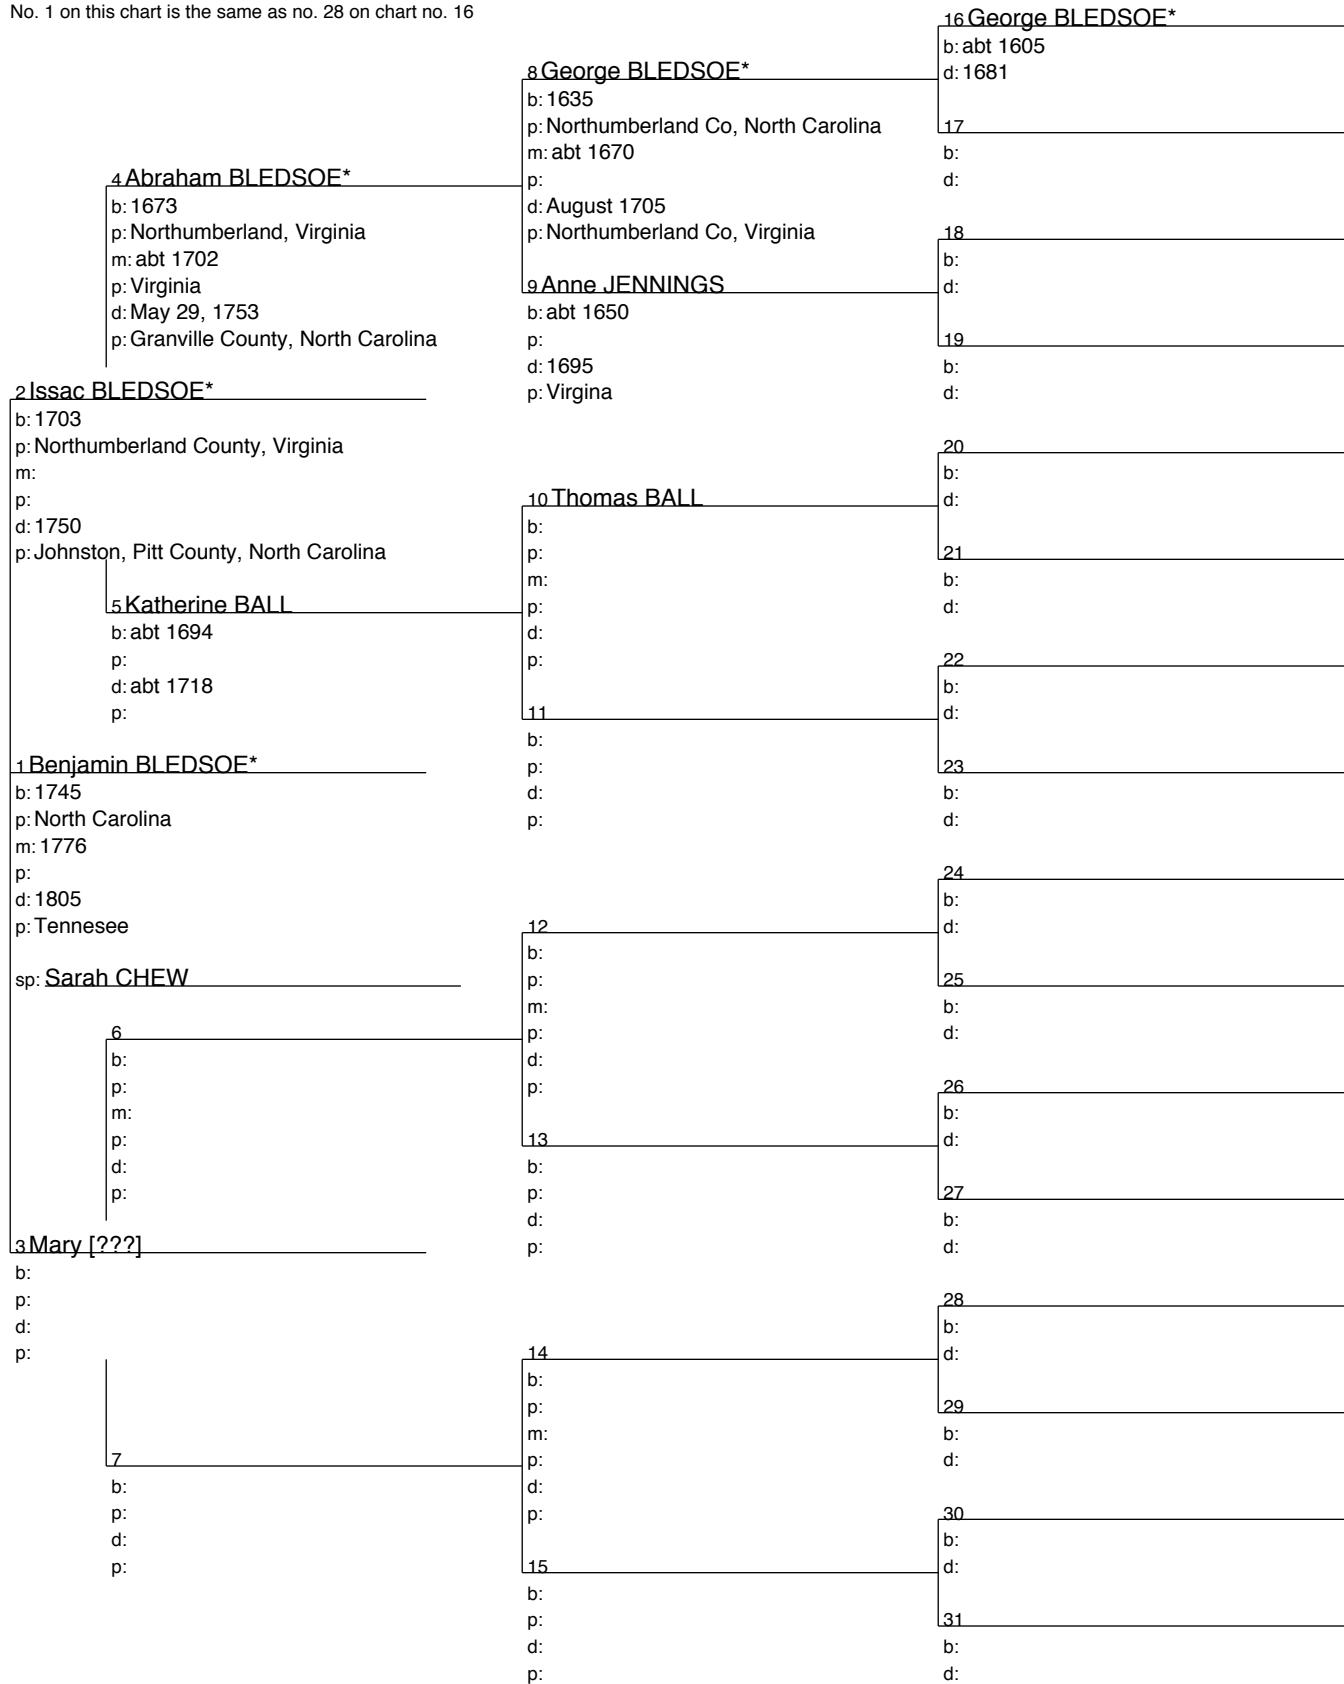 No. 1 on this chart is the same as no. 28 on chart no. 16
16 George BLEDSOE*
b: abt 1605
d: 1681
8 George BLEDSOE*
b: 1635
p: Northumberland Co, North Carolina
m: abt 1670
p:
d: August 1705
p: Northumberland Co, Virginia
17
b:
d:
4 Abraham BLEDSOE*
b: 1673
p: Northumberland, Virginia
m: abt 1702
p: Virginia
d: May 29, 1753
p: Granville County, North Carolina
18
b:
d:
9 Anne JENNINGS
b: abt 1650
p:
d: 1695
p: Virgina
19
b:
d:
2 Issac BLEDSOE*
b: 1703
p: Northumberland County, Virginia
m:
p:
d: 1750
p: Johnston, Pitt County, North Carolina
20
b:
d:
10 Thomas BALL
b:
p:
m:
p:
d:
p:
21
b:
d:
5 Katherine BALL
b: abt 1694
p:
d: abt 1718
p:
22
b:
d:
11
b:
p:
d:
p:
23
b:
d:
1 Benjamin BLEDSOE*
b: 1745
p: North Carolina
m: 1776
p:
d: 1805
p: Tennesee
sp: Sarah CHEW
24
b:
d:
12
b:
p:
m:
p:
d:
p:
25
b:
d:
6
b:
p:
m:
p:
d:
p:
26
b:
d:
13
b:
p:
d:
p:
27
b:
d:
3 Mary [???]
b:
p:
d:
p:
28
b:
d:
14
b:
p:
m:
p:
d:
p:
29
b:
d:
7
b:
p:
d:
p:
30
b:
d:
15
b:
p:
d:
p:
31
b:
d: